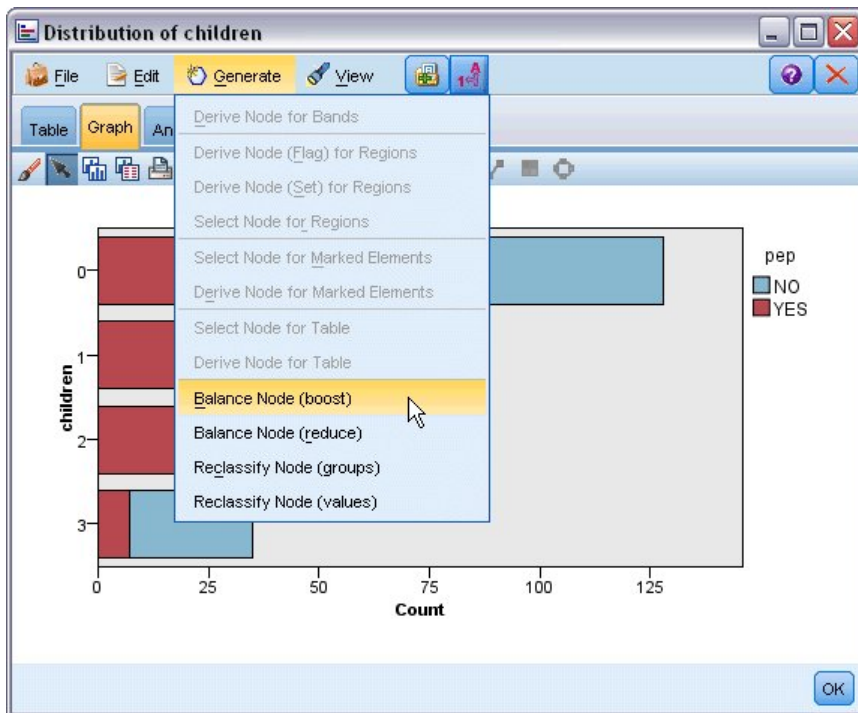 Distribution of children
File Edit Generate View
Table Graph An
Derive Node for Bands
Derive Node (Flag) for Regions
Derive Node (Set) for Regions
Select Node for Regions
Select Node for Marked Elements
Derive Node for Marked Elements
Select Node for Table
Derive Node for Table
Balance Node (boost)
Balance Node (reduce)
Reclassify Node (groups)
Reclassify Node (values)
children
0
1
2
3
0 25 50 75 100 125
Count
pep
NO
YES
OK